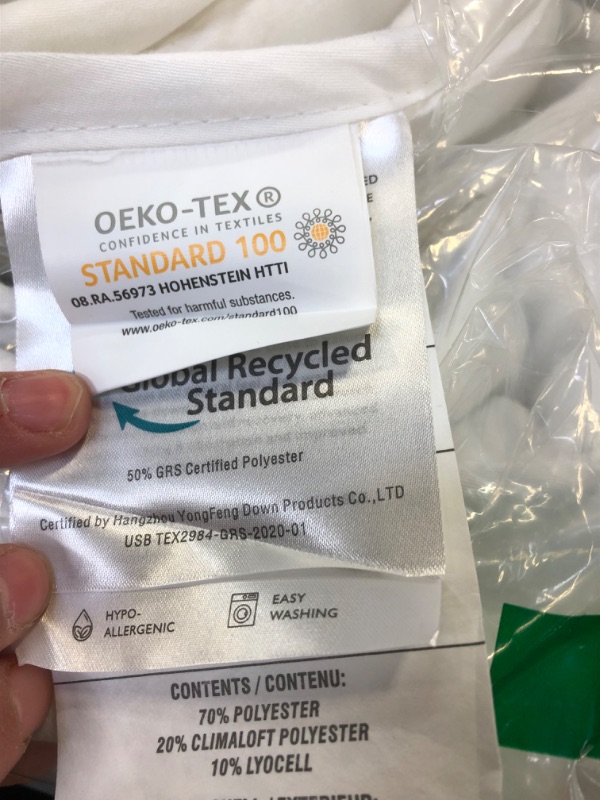 OEKO-TEX®
CONFIDENCE IN TEXTILES
STANDARD 100
08.RA.56973 HOHENSTEIN HTTI
Tested for harmful substances.
www.oeko-tex.com/standard100
Global Recycled
Standard
50% GRS Certified Polyester
Certified by Hangzhou YongFeng Down Products Co.,LTD
USB TEX2984-GRS-2020-01
HYPO-
ALLERGENIC
EASY
WASHING
CONTENTS / CONTENU:
70% POLYESTER
20% CLIMALOFT POLYESTER
10% LYOCELL